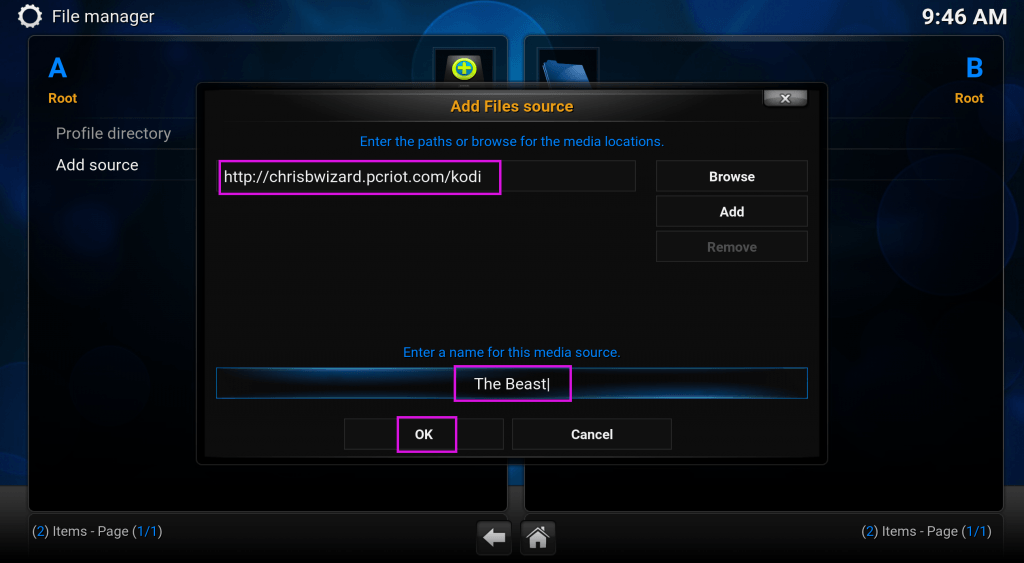 File manager
9:46 AM
A
B
Root
Root
Profile directory
Add source
Add Files source
Enter the paths or browse for the media locations.
http://chrisbwizard.pcriot.com/kodi
Browse
Add
Remove
Enter a name for this media source.
The Beast|
OK
Cancel
(2) Items - Page (1/1)
(2) Items - Page (1/1)